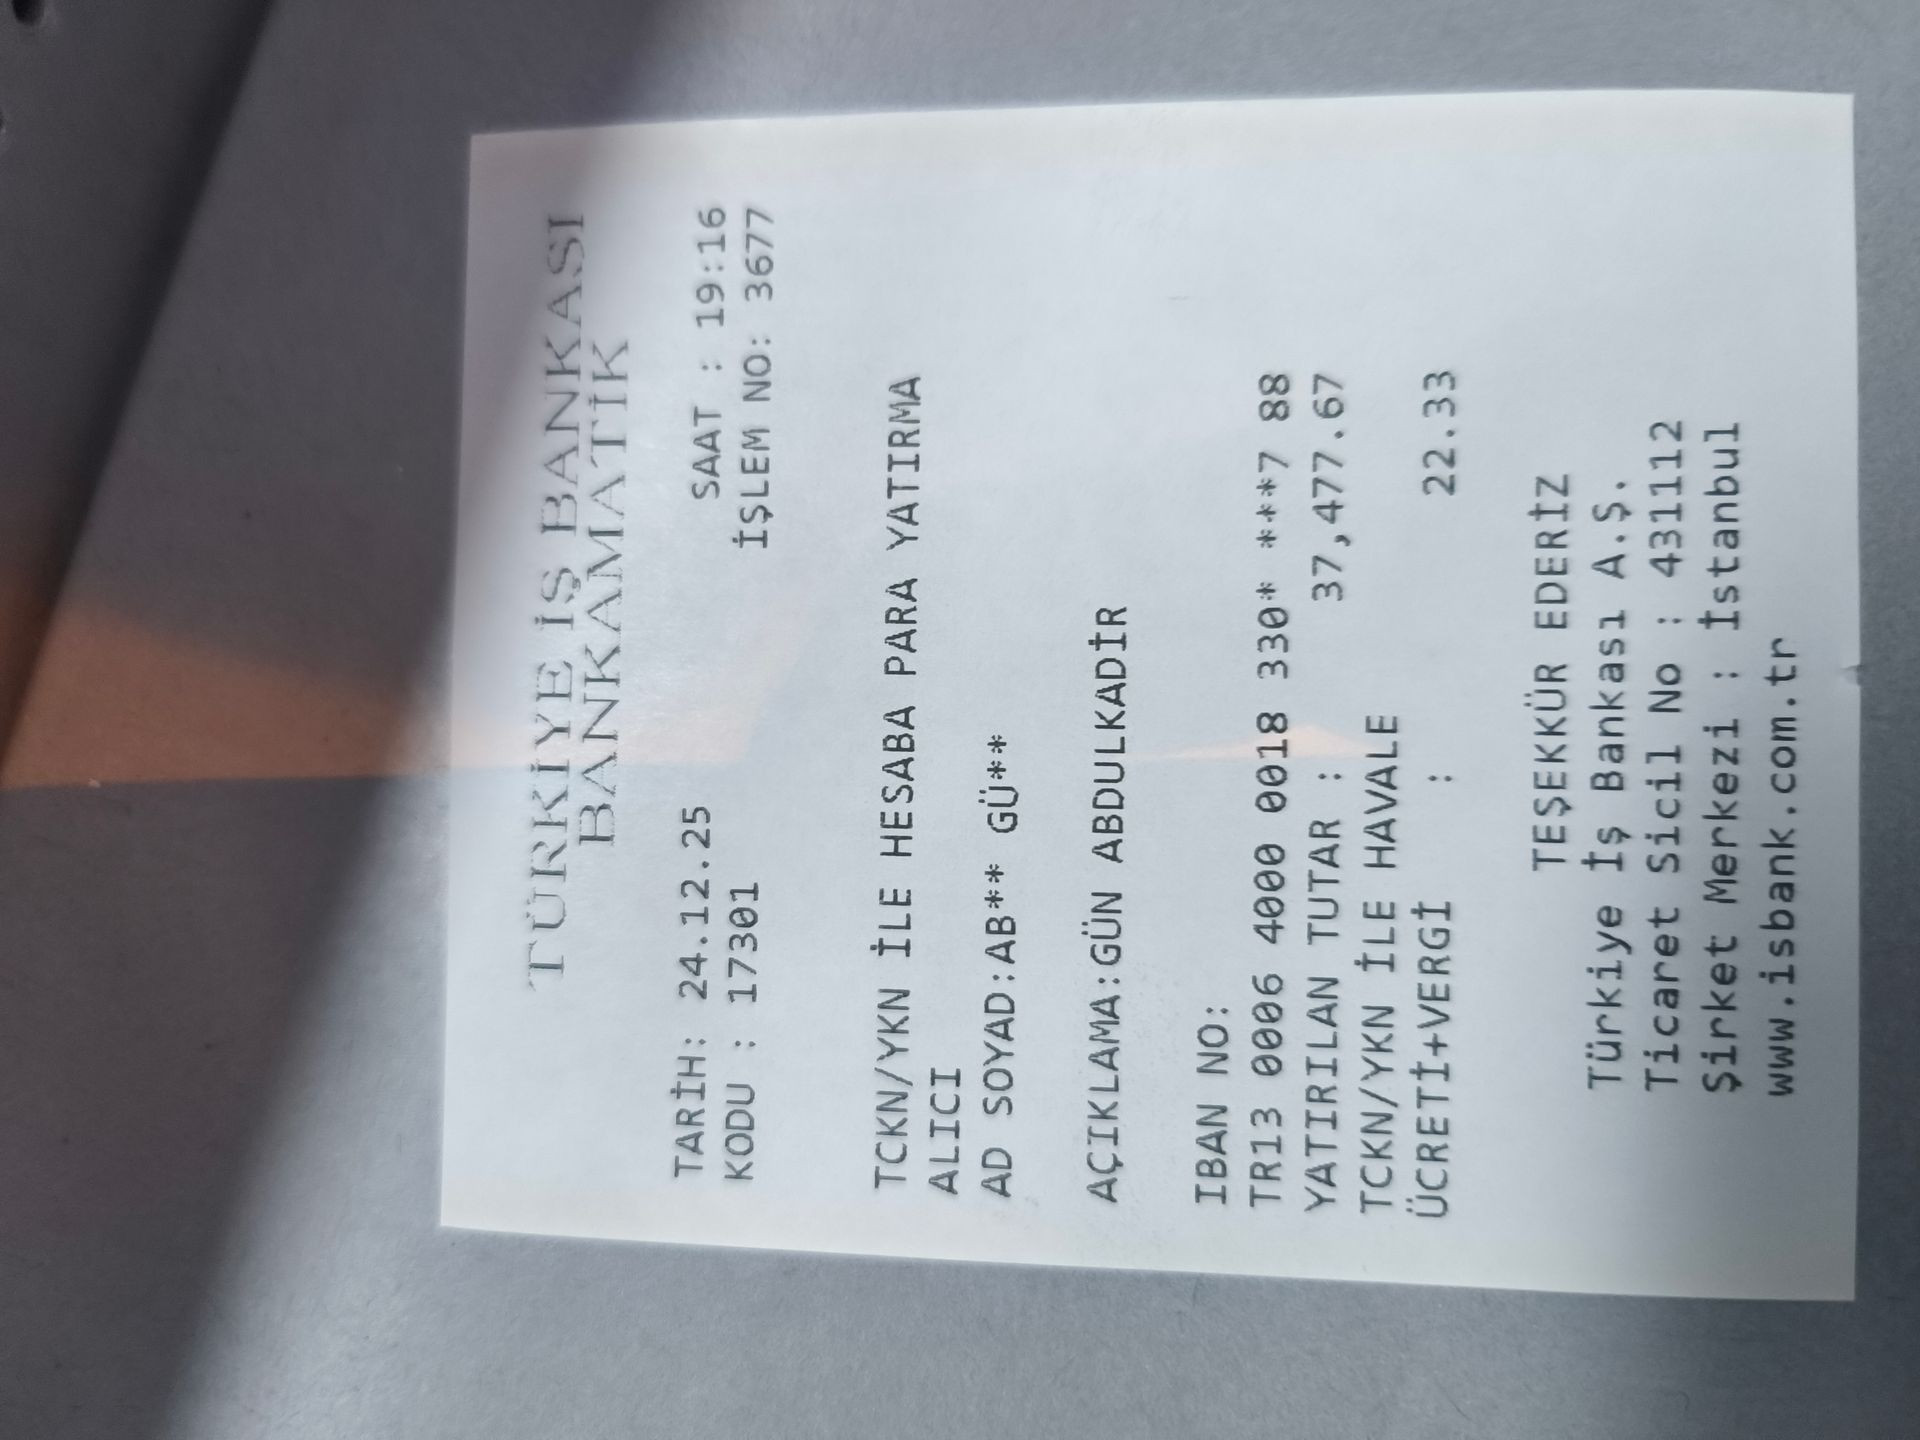 TÜRKİYE İŞ BANKASI
BANKAMATİK
TARİH: 24.12.25 SAAT : 19:16
KODU : 17301 İŞLEM NO: 3677
TCKN/YKN İLE HESABA PARA YATIRMA
ALICI
AD SOYAD:AB** GÜ**
AÇIKLAMA:GÜN ABDULKADİR
IBAN NO:
TR13 0006 4000 0018 330* ***7 88
YATIRILAN TUTAR : 37,477.67
TCKN/YKN İLE HAVALE
ÜCRETİ+VERGİ : 22.33
TEŞEKKÜR EDERİZ
Türkiye İş Bankası A.Ş.
Ticaret Sicil No : 431112
Şirket Merkezi : İstanbul
www.isbank.com.tr